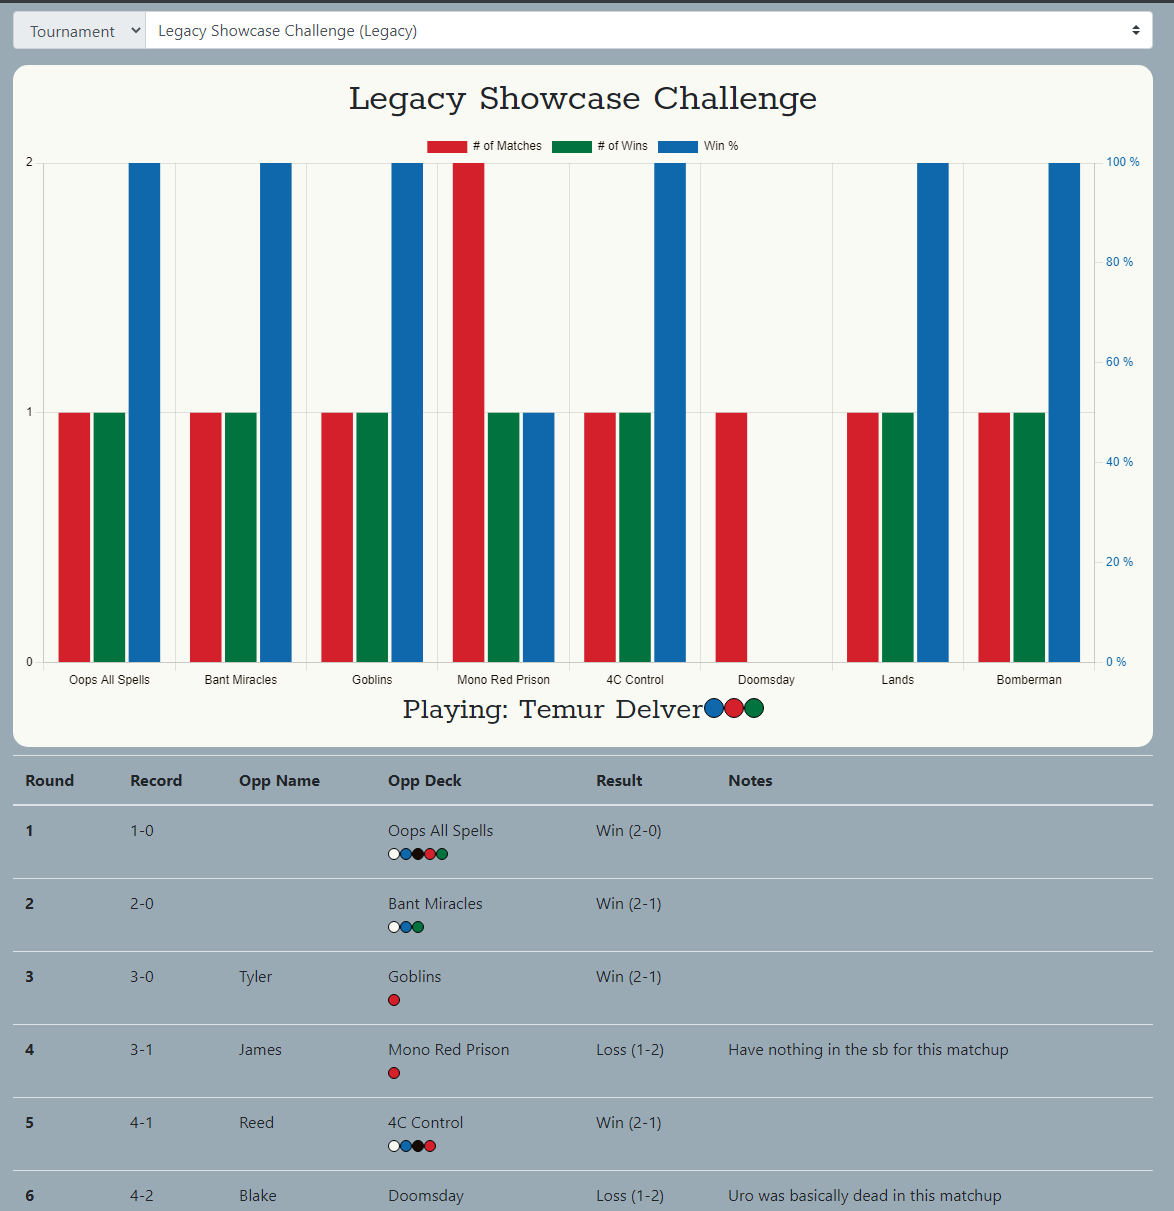 Tournament Legacy Showcase Challenge (Legacy)
Legacy Showcase Challenge
# of Matches # of Wins Win %
2 100 %
80 %
60 %
1
40 %
20 %
0 0 %
Oops All Spells Bant Miracles Goblins Mono Red Prison 4C Control Doomsday Lands Bomberman
Playing: Temur Delver
Round Record Opp Name Opp Deck Result Notes
1 1-0 Oops All Spells Win (2-0)
2 2-0 Bant Miracles Win (2-1)
3 3-0 Tyler Goblins Win (2-1)
4 3-1 James Mono Red Prison Loss (1-2) Have nothing in the sb for this matchup
5 4-1 Reed 4C Control Win (2-1)
6 4-2 Blake Doomsday Loss (1-2) Uro was basically dead in this matchup